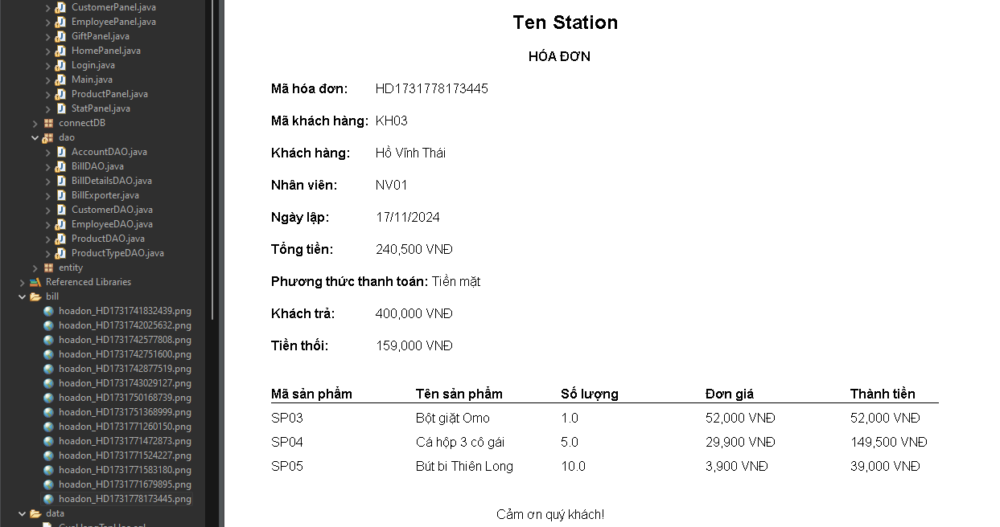 CustomerPanel.java
EmployeePanel.java
GiftPanel.java
HomePanel.java
Login.java
Main.java
ProductPanel.java
StatPanel.java
connectDB
dao
AccountDAO.java
BillDAO.java
BillDetailsDAO.java
BillExporter.java
CustomerDAO.java
EmployeeDAO.java
ProductDAO.java
ProductTypeDAO.java
entity
Referenced Libraries
bill
hoadon_HD1731741832439.png
hoadon_HD1731742025632.png
hoadon_HD1731742577808.png
hoadon_HD1731742751600.png
hoadon_HD1731742877519.png
hoadon_HD1731743029127.png
hoadon_HD1731750168739.png
hoadon_HD1731751368999.png
hoadon_HD1731771260150.png
hoadon_HD1731771472873.png
hoadon_HD1731771524227.png
hoadon_HD1731771583180.png
hoadon_HD1731771679895.png
hoadon_HD1731778173445.png
data
Ten Station
HÓA ĐƠN
Mã hóa đơn: HD1731778173445
Mã khách hàng: KH03
Khách hàng: Hồ Vĩnh Thái
Nhân viên: NV01
Ngày lập: 17/11/2024
Tổng tiền: 240,500 VNĐ
Phương thức thanh toán: Tiền mặt
Khách trả: 400,000 VNĐ
Tiền thối: 159,000 VNĐ
Mã sản phẩm Tên sản phẩm Số lượng Đơn giá Thành tiền
SP03 Bột giặt Omo 1.0 52,000 VNĐ 52,000 VNĐ
SP04 Cá hộp 3 cô gái 5.0 29,900 VNĐ 149,500 VNĐ
SP05 Bút bi Thiên Long 10.0 3,900 VNĐ 39,000 VNĐ
Cảm ơn quý khách!